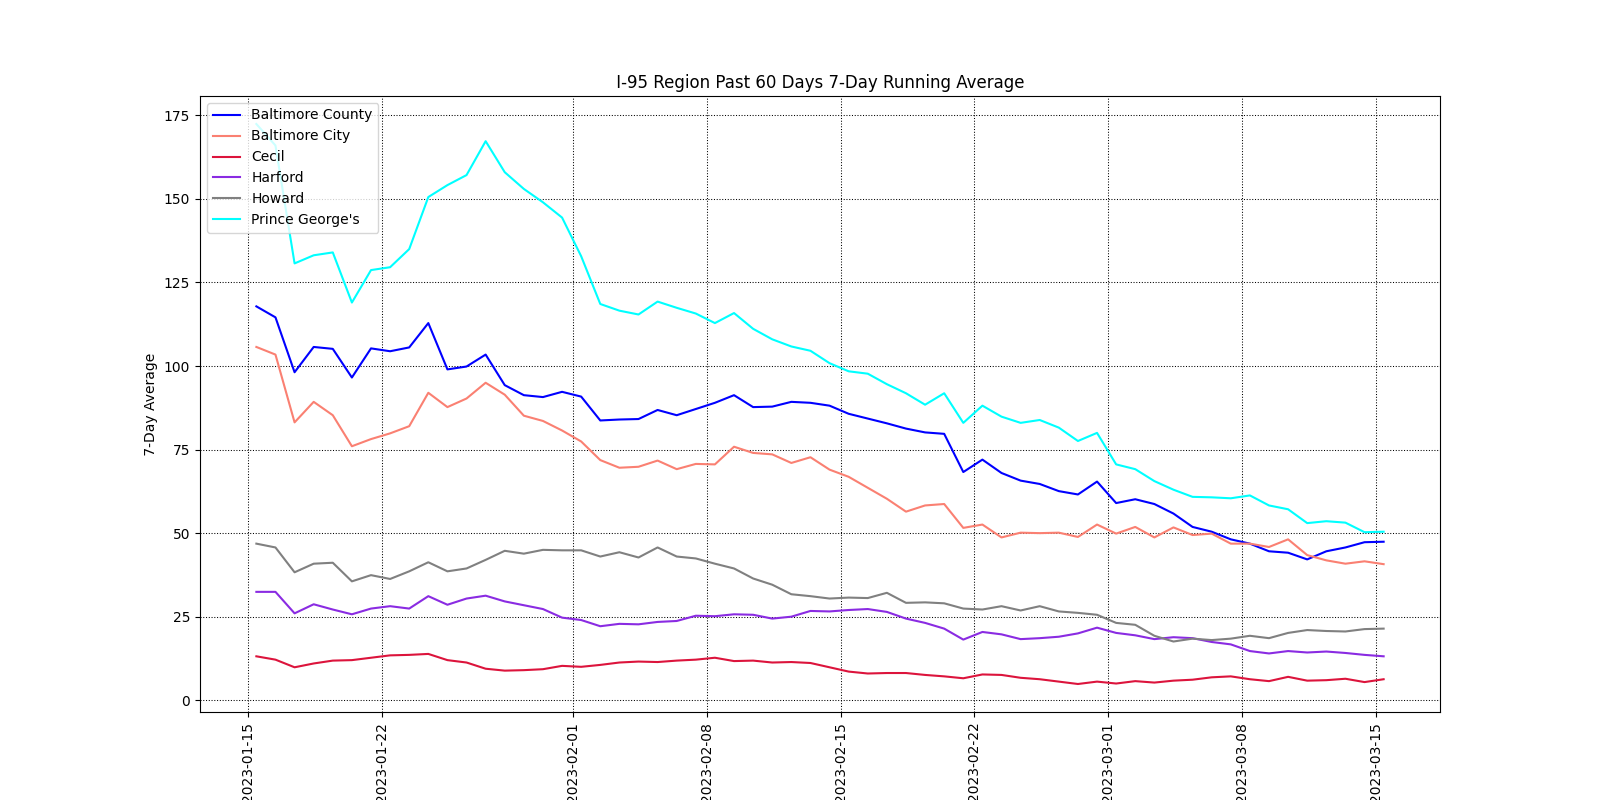 I-95 Region Past 60 Days 7-Day Running Average
Baltimore County
Baltimore City
Cecil
Harford
Howard
Prince George's
7-Day Average
175
150
125
100
75
50
25
0
2023-01-15
2023-01-22
2023-02-01
2023-02-08
2023-02-15
2023-02-22
2023-03-01
2023-03-08
2023-03-15